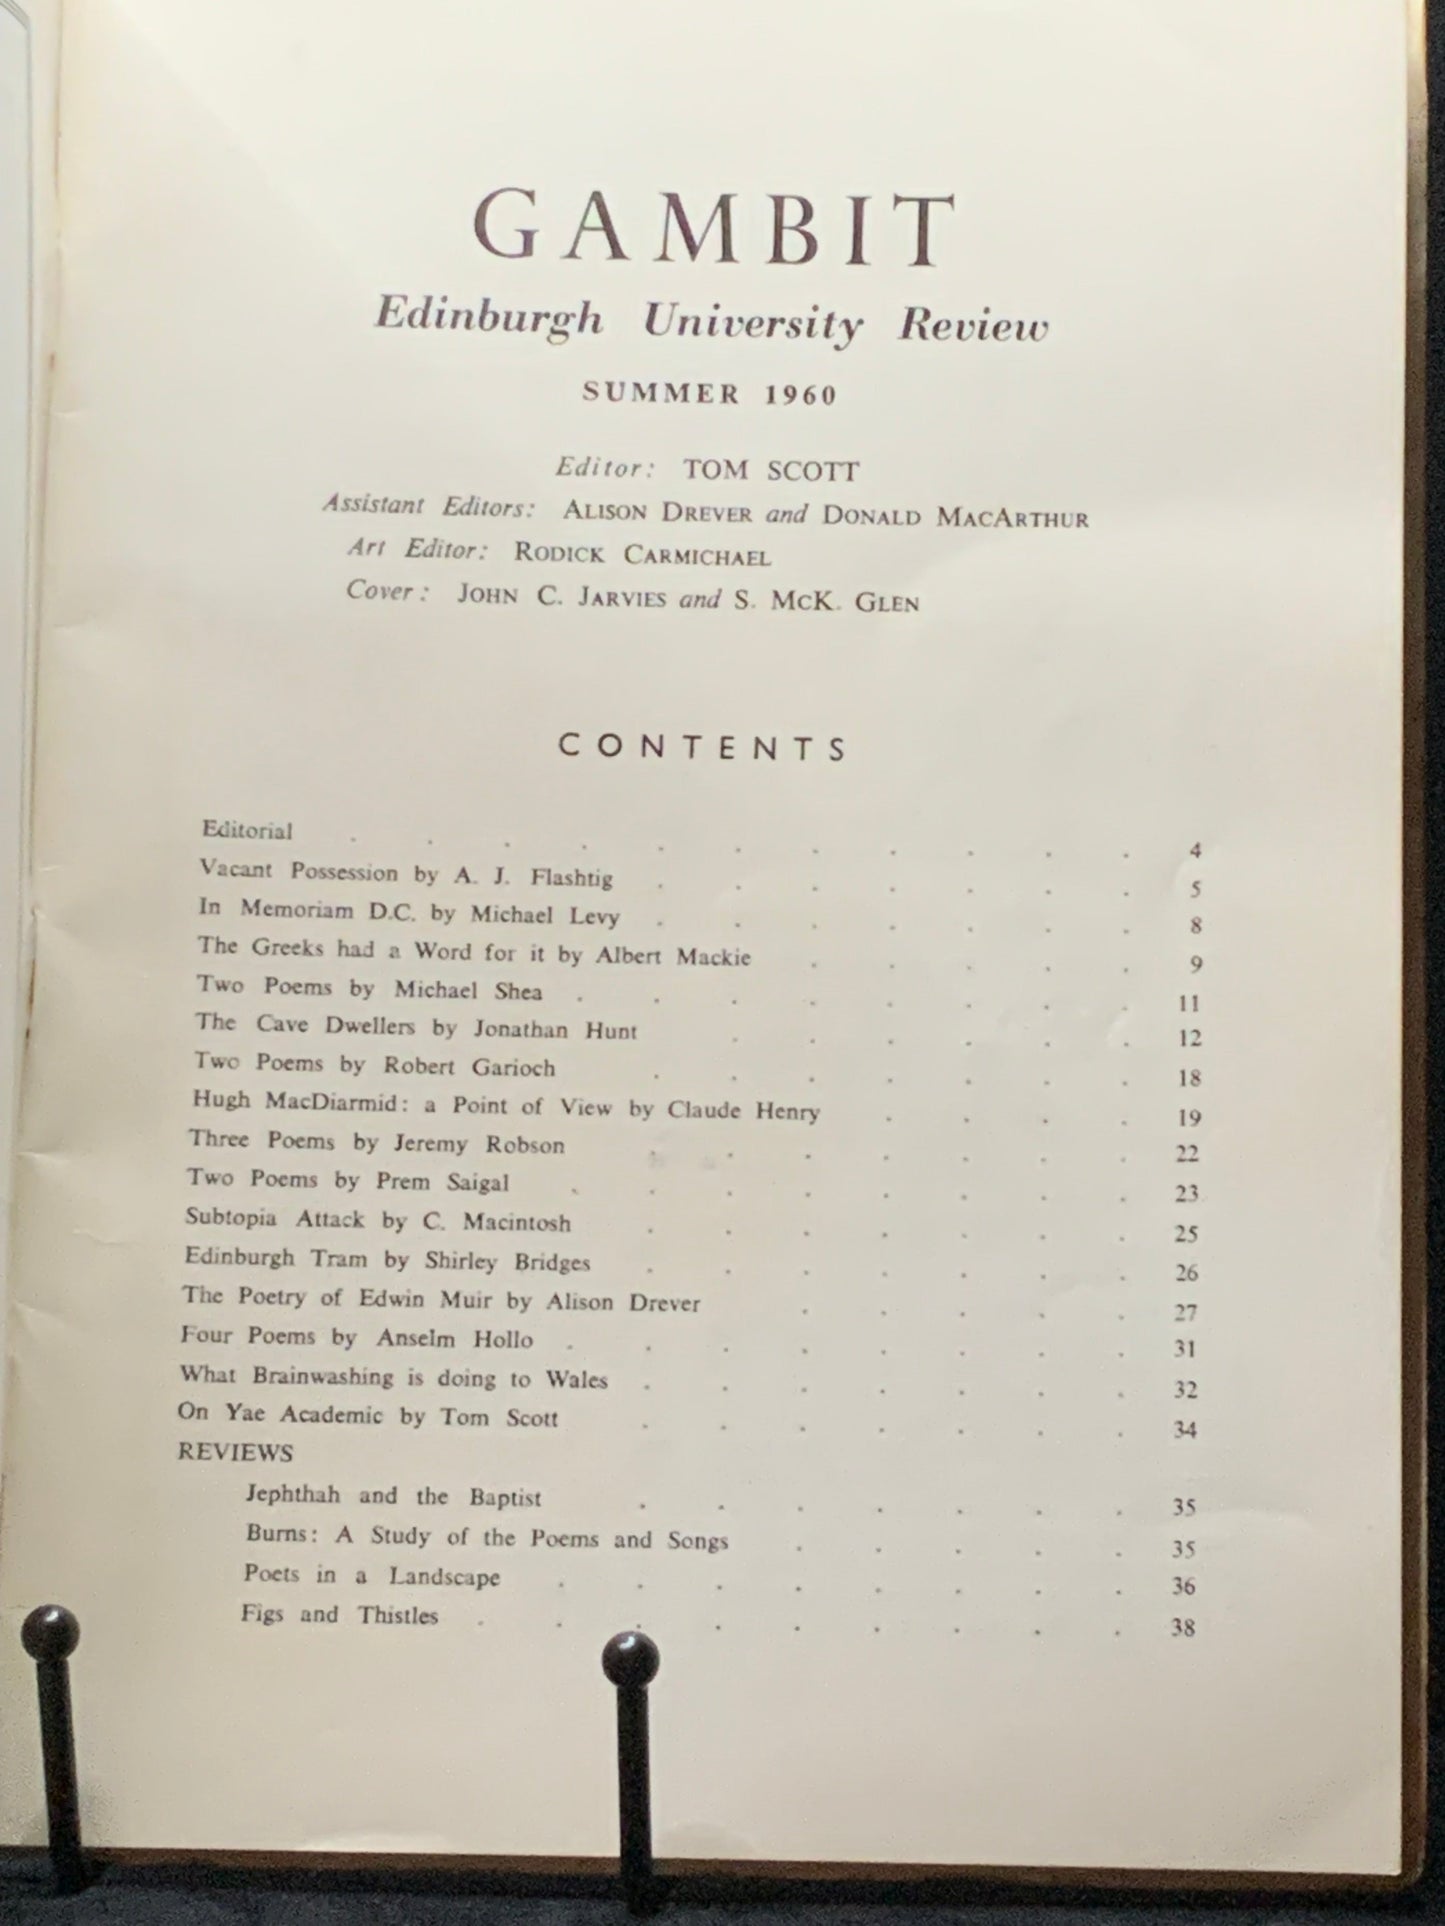 GAMBIT
Edinburgh University Review
SUMMER 1960
Editor: TOM SCOTT
Assistant Editors: ALISON DREVER and DONALD MACARTHUR
Art Editor: RODICK CARMICHAEL
Cover: JOHN C. JARVIES and S. MCK. GLEN
CONTENTS
Editorial . . . . . . . . . . . 4
Vacant Possession by A. J. Flashtig . . . . . . . 5
In Memoriam D.C. by Michael Levy . . . . . . . 8
The Greeks had a Word for it by Albert Mackie . . . . . 9
Two Poems by Michael Shea . . . . . . . . 11
The Cave Dwellers by Jonathan Hunt . . . . . . 12
Two Poems by Robert Garioch . . . . . . . 18
Hugh MacDiarmid: a Point of View by Claude Henry . . . . 19
Three Poems by Jeremy Robson . . . . . . . 22
Two Poems by Prem Saigal . . . . . . . . 23
Subtopia Attack by C. Macintosh . . . . . . . 25
Edinburgh Tram by Shirley Bridges . . . . . . . 26
The Poetry of Edwin Muir by Alison Drever . . . . . 27
Four Poems by Anselm Hollo . . . . . . . . 31
What Brainwashing is doing to Wales . . . . . . . 32
On Yae Academic by Tom Scott . . . . . . . 34
REVIEWS
Jephthah and the Baptist . . . . . . . 35
Burns: A Study of the Poems and Songs . . . . . 35
Poets in a Landscape . . . . . . . . 36
Figs and Thistles . . . . . . . . . 38